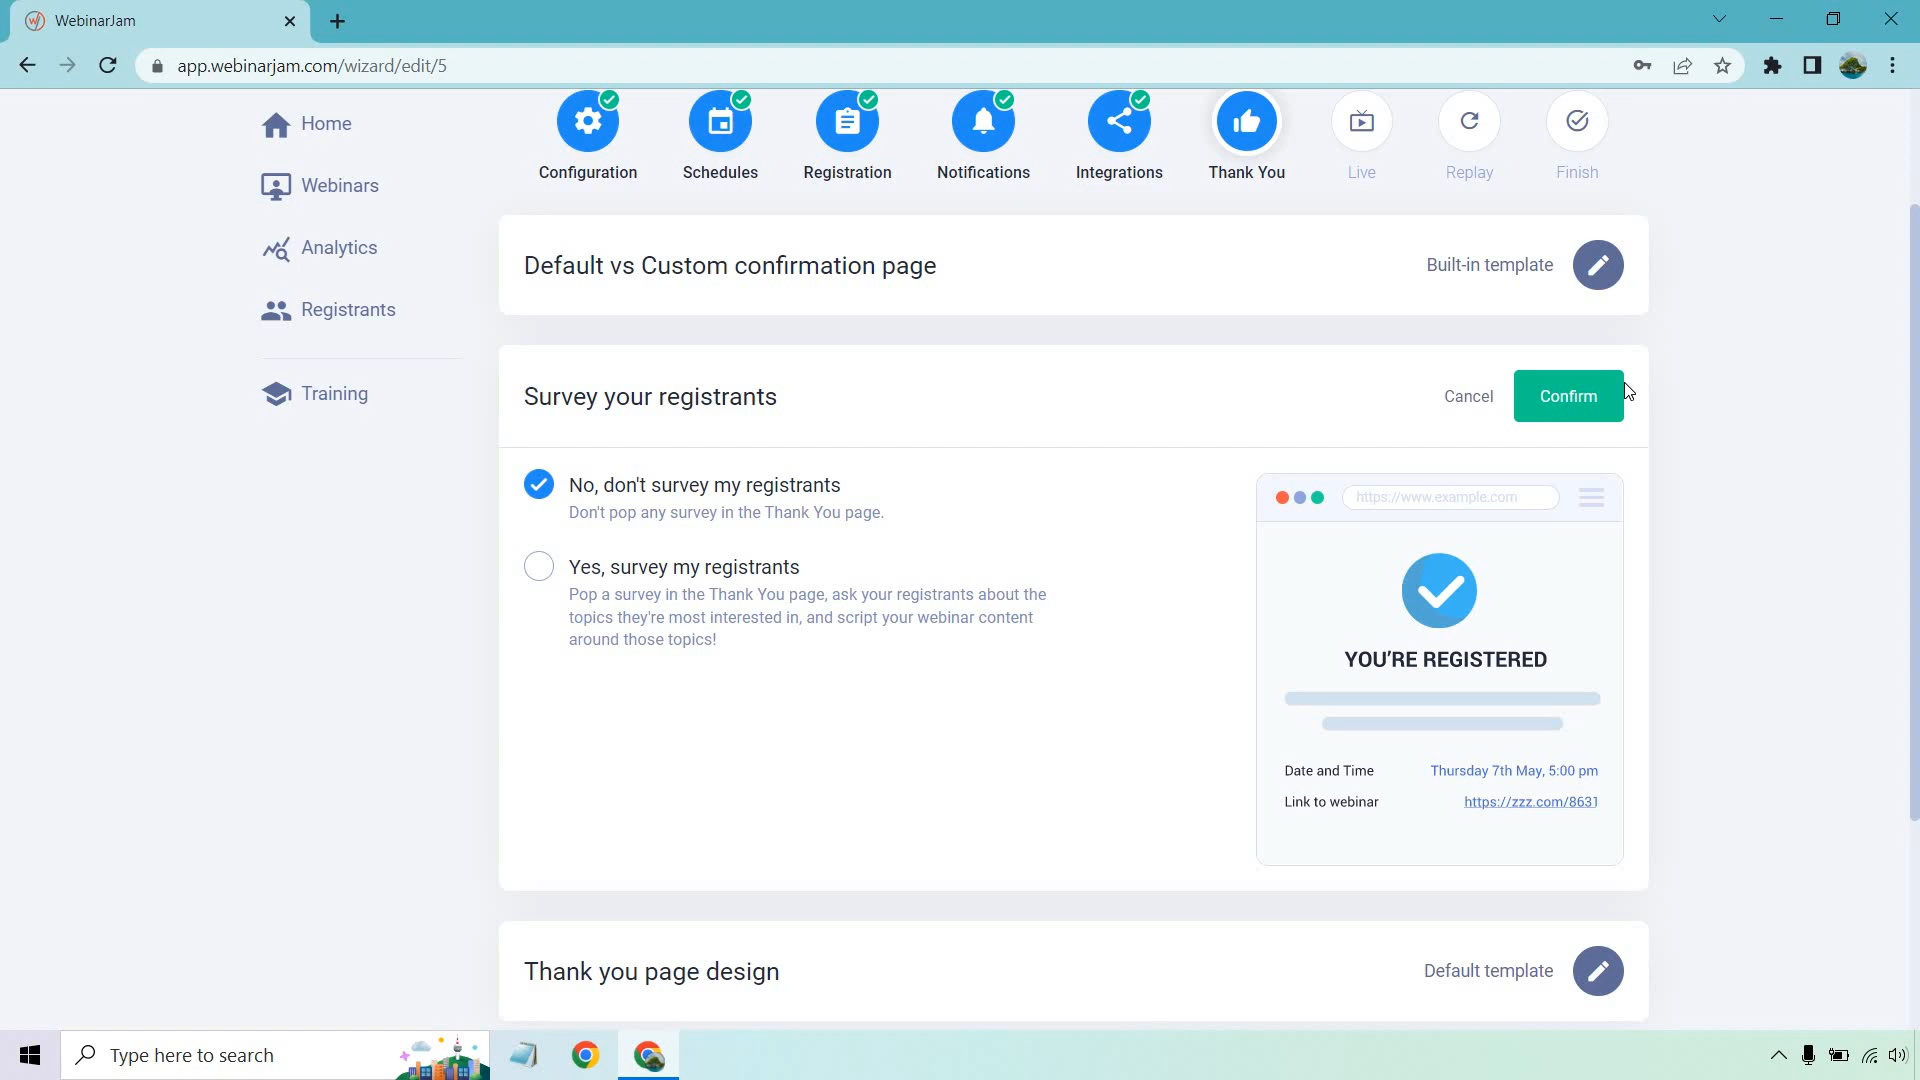 WebinarJam
app.webinarjam.com/wizard/edit/5
Home
Webinars
Analytics
Registrants
Training
Configuration
Schedules
Registration
Notifications
Integrations
Thank You
Live
Replay
Finish
Default vs Custom confirmation page
Built-in template
Survey your registrants
Cancel
Confirm
No, don't survey my registrants
Don't pop any survey in the Thank You page.
Yes, survey my registrants
Pop a survey in the Thank You page, ask your registrants about the
topics they're most interested in, and script your webinar content
around those topics!
https://www.example.com
YOU'RE REGISTERED
Date and Time
Thursday 7th May, 5:00 pm
Link to webinar
https://zzz.com/8631
Thank you page design
Default template
Type here to search